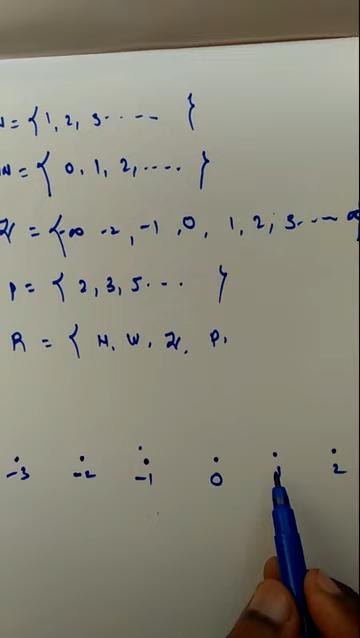 N = { 1, 2, 3 ..... }
W = { 0, 1, 2, ..... }
Z = { -∞ -2, -1, 0, 1, 2, 3 ... ∞
P = { 2, 3, 5 ... }
R = { N, W, Z, P,
-3 -2 -1 0 1 2